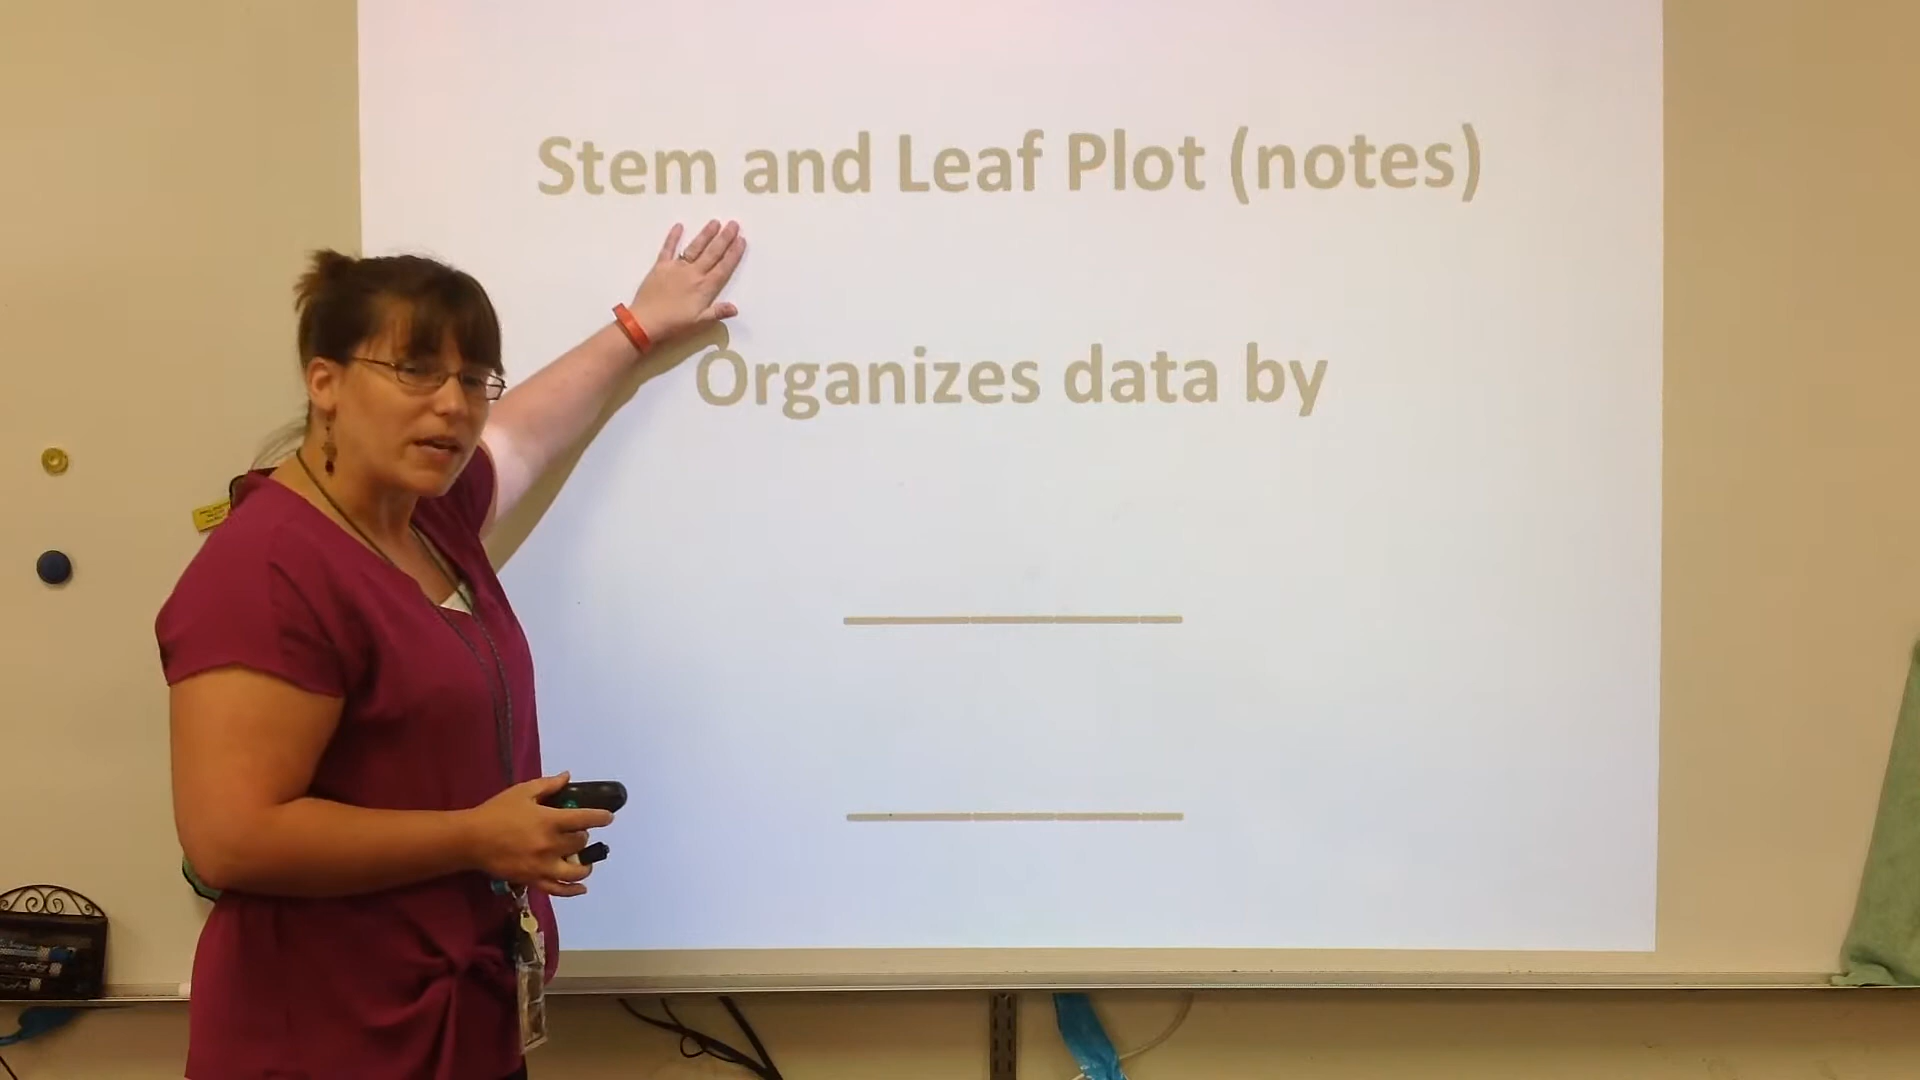 Stem and Leaf Plot (notes)
Organizes data by